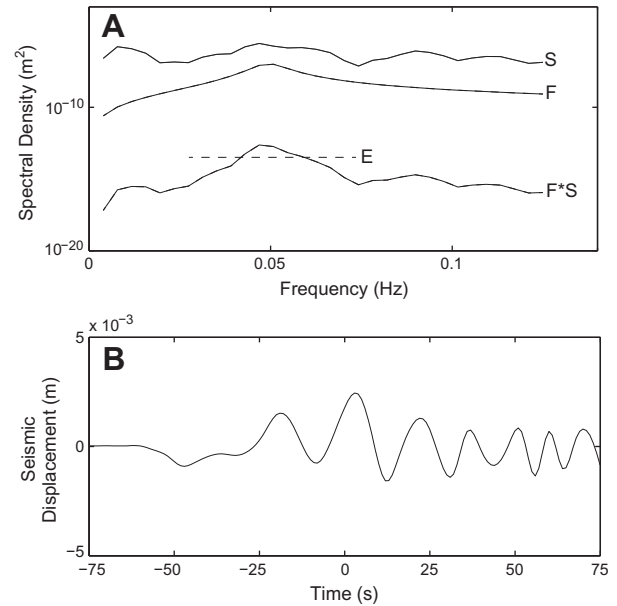 A
Spectral Density (m²)
10⁻¹⁰
10⁻²⁰
S
F
E
F*S
0
0.05
0.1
Frequency (Hz)
x 10⁻³
B
Seismic
Displacement (m)
5
0
−5
−75
−50
−25
0
25
50
75
Time (s)